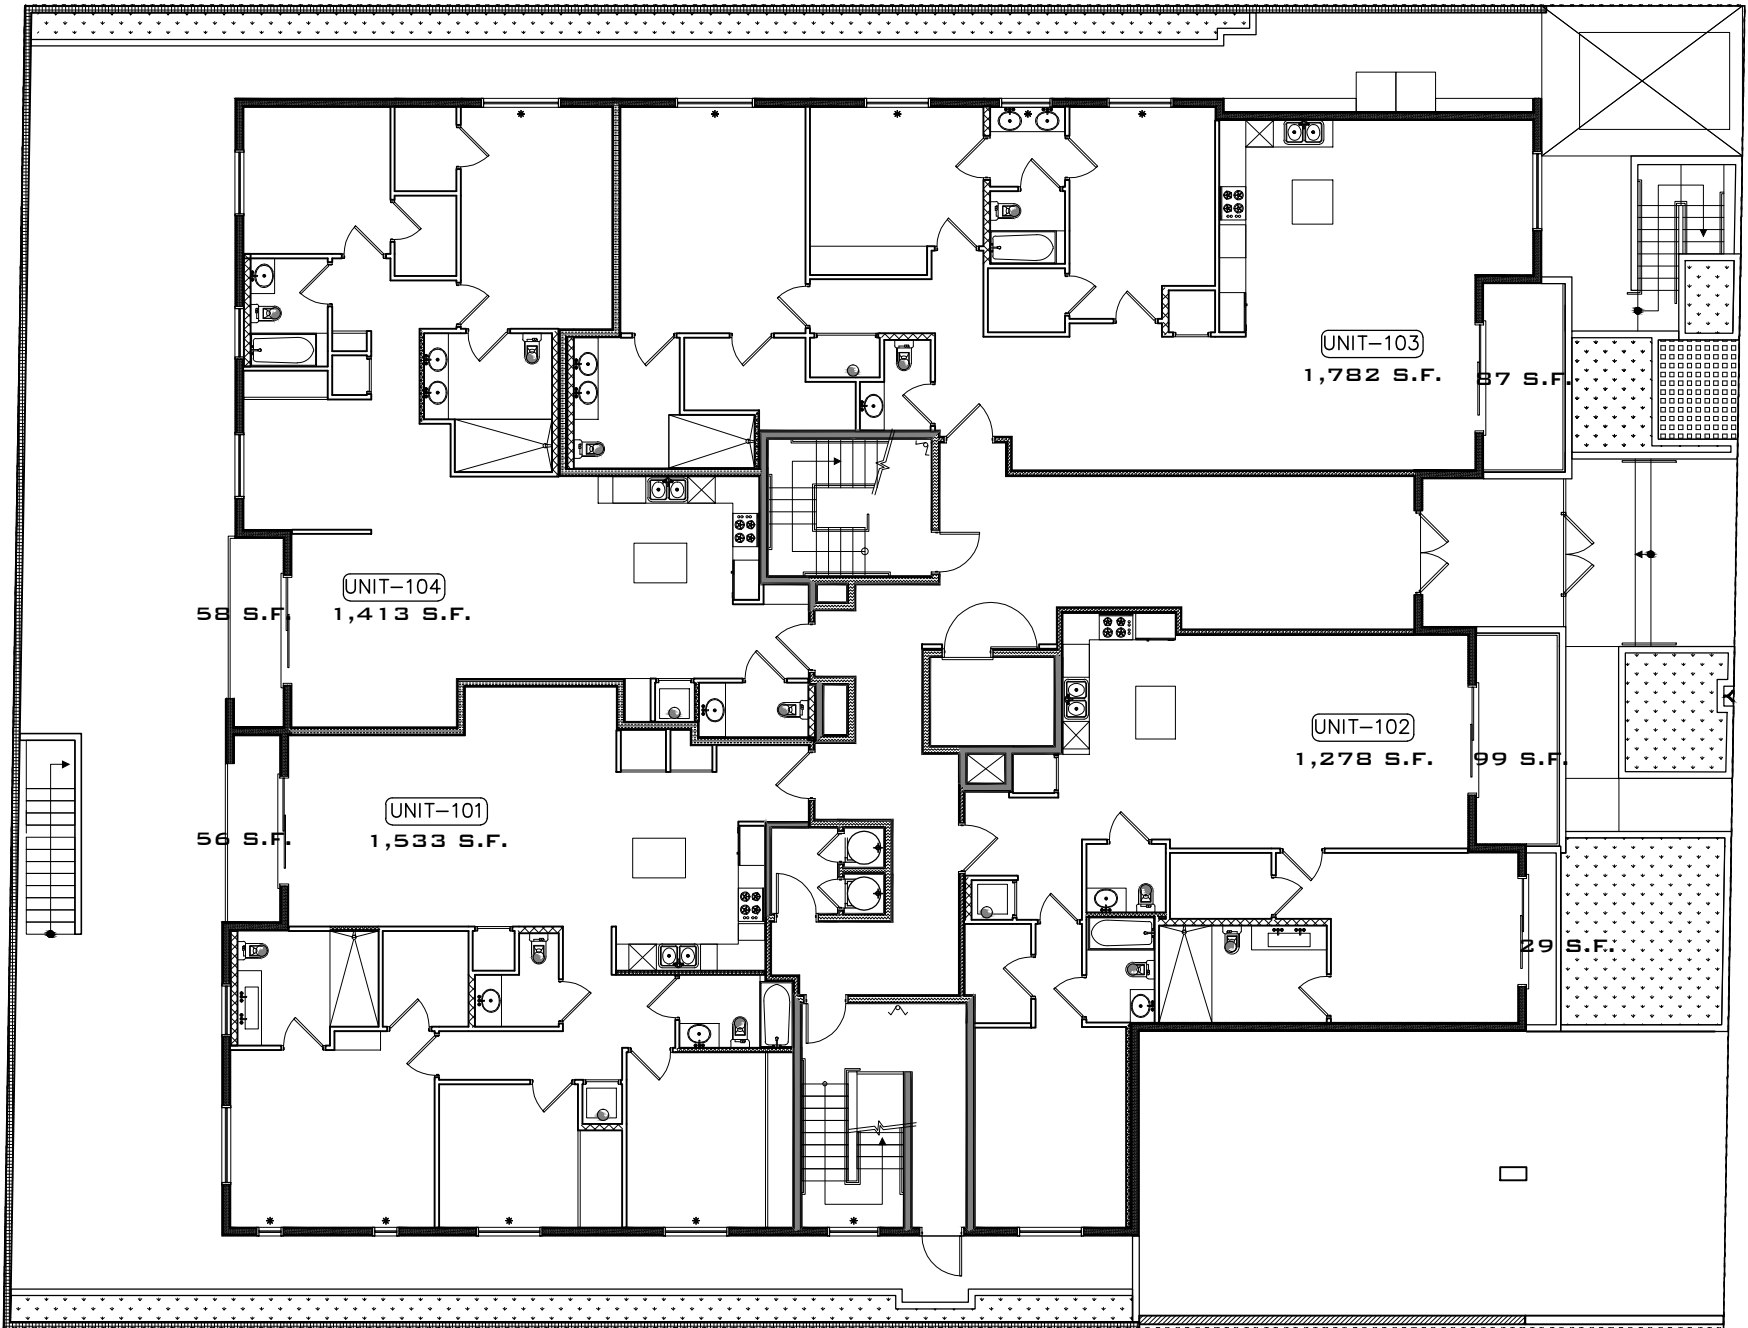 UNIT-103
1,782 S.F.
87 S.F.
UNIT-104
1,413 S.F.
58 S.F.
UNIT-102
1,278 S.F.
99 S.F.
UNIT-101
1,533 S.F.
56 S.F.
29 S.F.